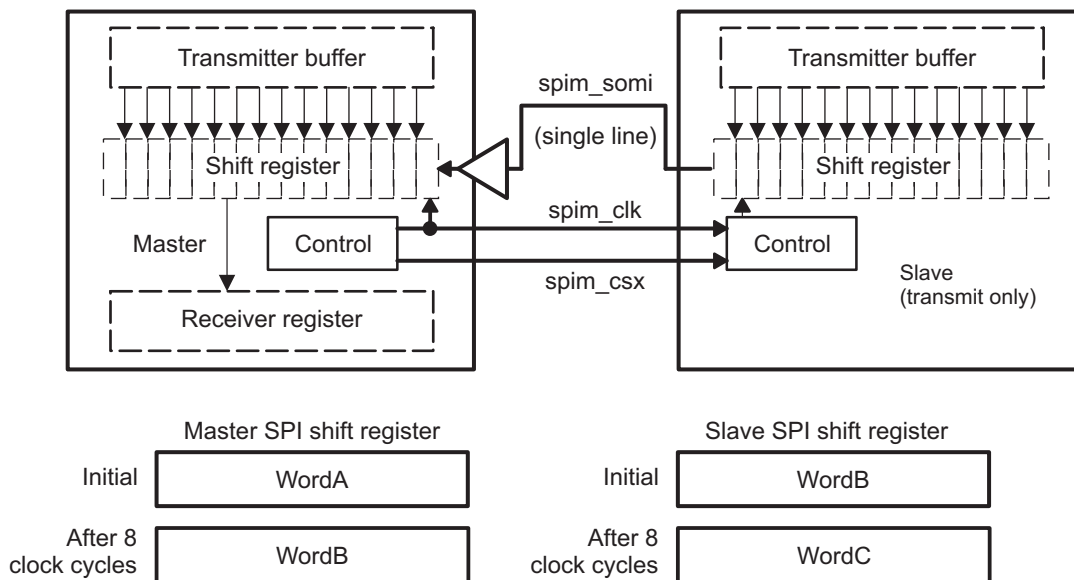 Transmitter buffer
Shift register
Master
Control
Receiver register
spim_somi
(single line)
spim_clk
spim_csx
Transmitter buffer
Shift register
Control
Slave
(transmit only)
Master SPI shift register
Slave SPI shift register
Initial
WordA
WordB
After 8
clock cycles
WordB
After 8
clock cycles
WordC
Initial